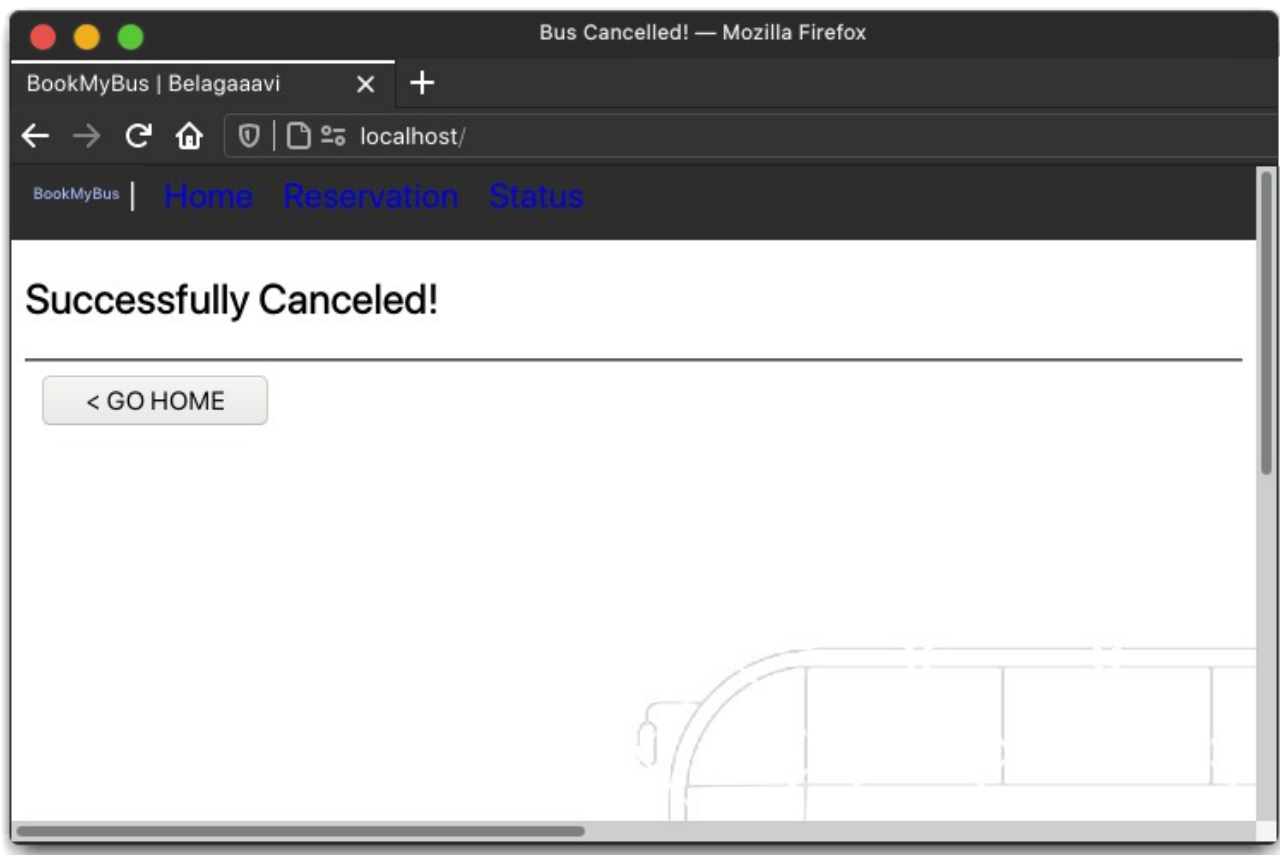 Bus Cancelled! — Mozilla Firefox
BookMyBus | Belagaaavi
localhost/
BookMyBus | Home Reservation Status
Successfully Canceled!
< GO HOME